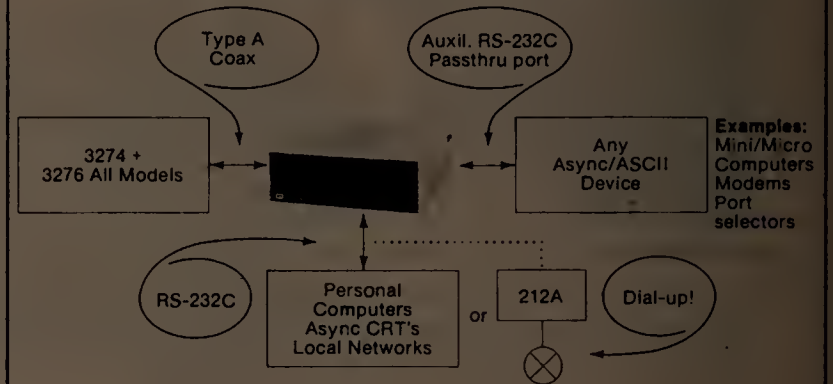 Type A
Coax
Auxil. RS-232C
Passthru port
3274 +
3276 All Models
Any
Async/ASCII
Device
Examples:
Mini/Micro
Computers
Modems
Port
selectors
RS-232C
Personal
Computers
Async CRT's
Local Networks
or
212A
Dial-up!